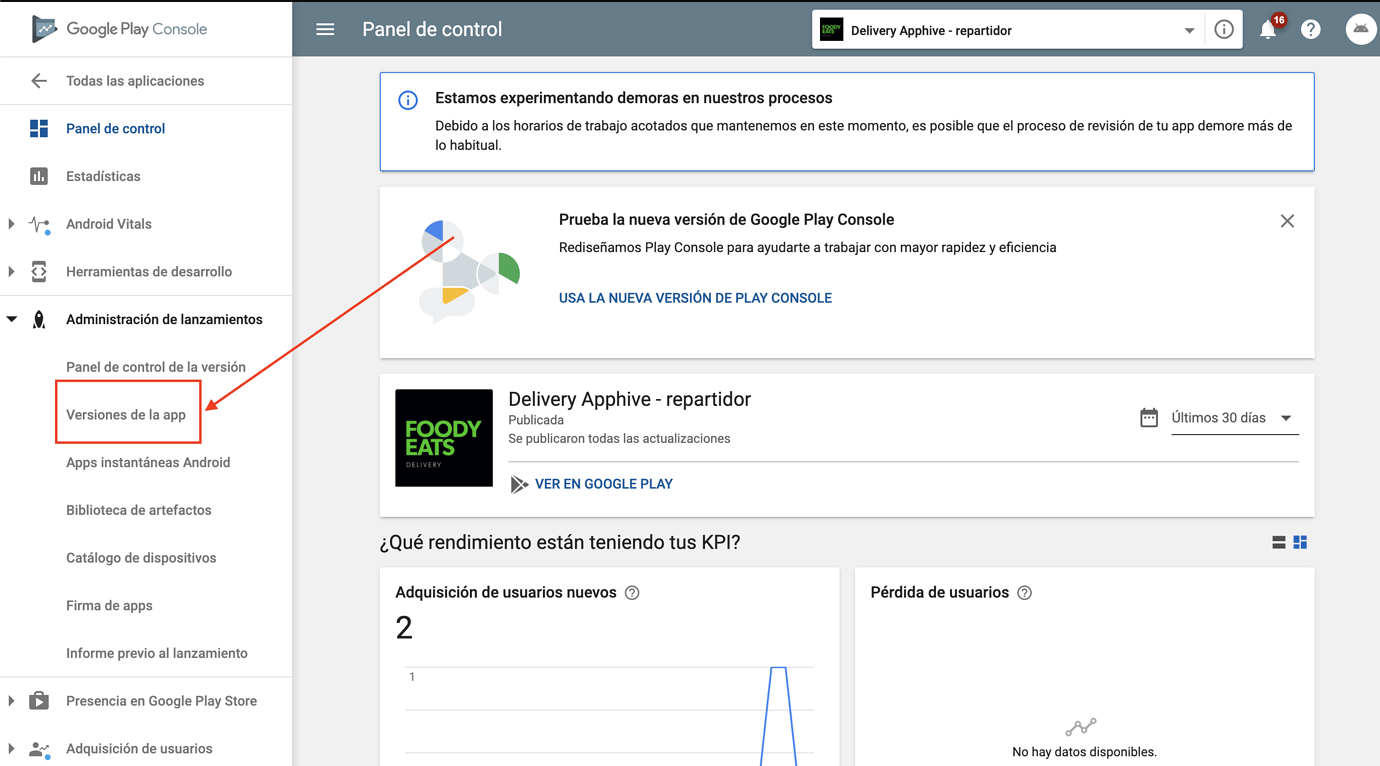 Google Play Console
Panel de control
FOODY
EATS
Delivery Apphive - repartidor
16
Todas las aplicaciones
Panel de control
Estadísticas
Android Vitals
Herramientas de desarrollo
Administración de lanzamientos
Panel de control de la versión
Versiones de la app
Apps instantáneas Android
Biblioteca de artefactos
Catálogo de dispositivos
Firma de apps
Informe previo al lanzamiento
Presencia en Google Play Store
Adquisición de usuarios
Estamos experimentando demoras en nuestros procesos
Debido a los horarios de trabajo acotados que mantenemos en este momento, es posible que el proceso de revisión de tu app demore más de
lo habitual.
Prueba la nueva versión de Google Play Console
Rediseñamos Play Console para ayudarte a trabajar con mayor rapidez y eficiencia
USA LA NUEVA VERSIÓN DE PLAY CONSOLE
FOODY
EATS
DELIVERY
Delivery Apphive - repartidor
Publicada
Se publicaron todas las actualizaciones
Últimos 30 días
VER EN GOOGLE PLAY
¿Qué rendimiento están teniendo tus KPI?
Adquisición de usuarios nuevos
2
1
Pérdida de usuarios
No hay datos disponibles.